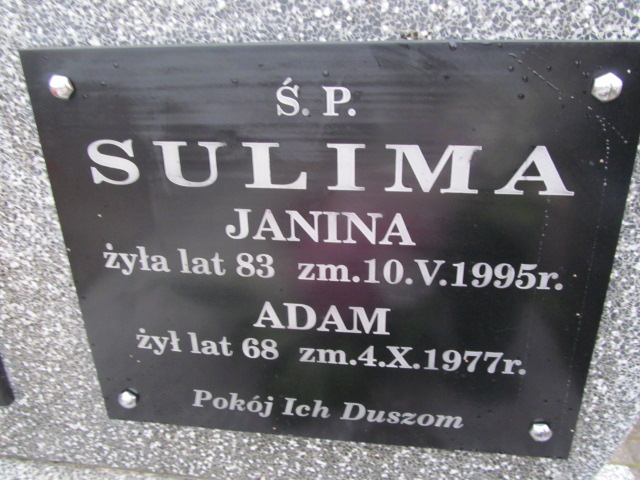 Ś. P.
SULIMA
JANINA
żyła lat 83 zm.10.V.1995r.
ADAM
żył lat 68 zm.4.X.1977r.
Pokój Ich Duszom